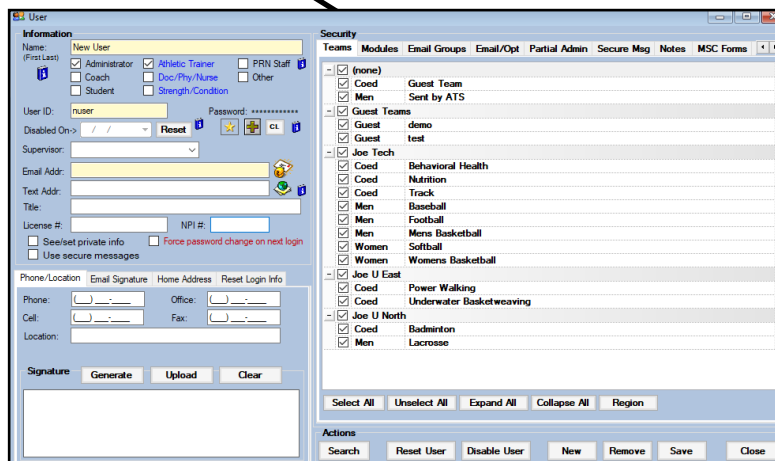 User
Information
Name: New User
(First Last)
Administrator Athletic Trainer PRN Staff
Coach Doc/Phy/Nurse Other
Student Strength/Condition
User ID: nuser Password: ************
Disabled On-> / / Reset CL
Supervisor:
Email Addr:
Text Addr:
Title:
License #: NPI #:
See/set private info Force password change on next login
Use secure messages
Phone/Location Email Signature Home Address Reset Login Info
Phone: (___) ___-____ Office: (___) ___-____
Cell: (___) ___-____ Fax: (___) ___-____
Location:
Signature Generate Upload Clear
Security
Teams Modules Email Groups Email/Opt Partial Admin Secure Msg Notes MSC Forms
(none)
Coed Guest Team
Men Sent by ATS
Guest Teams
Guest demo
Guest test
Joe Tech
Coed Behavioral Health
Coed Nutrition
Coed Track
Men Baseball
Men Football
Men Mens Basketball
Women Softball
Women Womens Basketball
Joe U East
Coed Power Walking
Coed Underwater Basketweaving
Joe U North
Coed Badminton
Men Lacrosse
Select All Unselect All Expand All Collapse All Region
Actions
Search Reset User Disable User New Remove Save Close